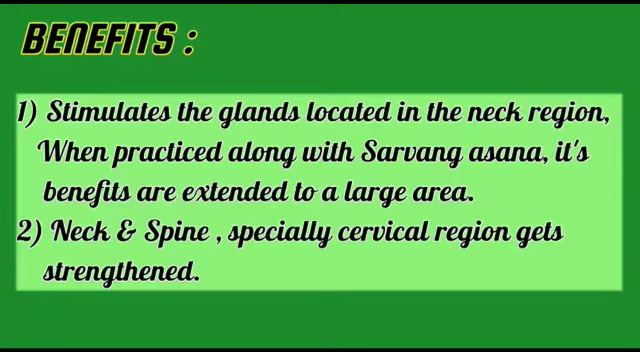 BENEFITS :
1) Stimulates the glands located in the neck region,
When practiced along with Sarvang asana, it's
benefits are extended to a large area.
2) Neck & Spine , specially cervical region gets
strengthened.